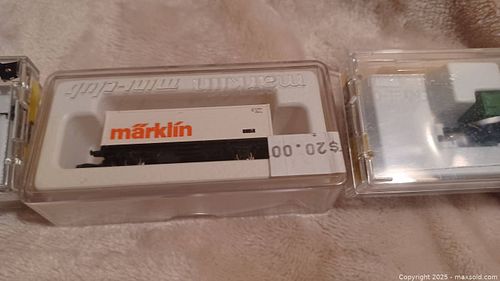 märklin mini-club
märklin
$20.00
Copyright © 2025 - maxsold.com